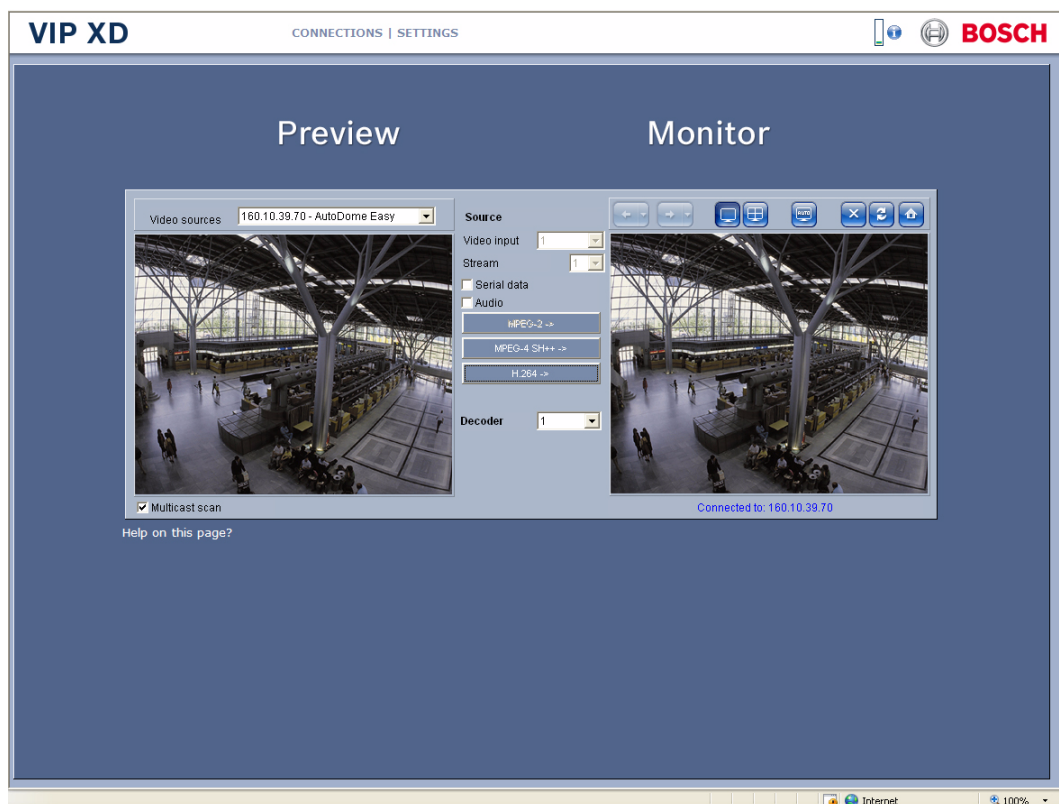 VIP XD
CONNECTIONS | SETTINGS
BOSCH
Preview
Monitor
Video sources
160.10.39.70 - AutoDome Easy
Source
Video input
1
Stream
1
Serial data
Audio
MPEG-2 ->
MPEG-4 SH++ ->
H.264 ->
Decoder
1
AUTO
Multicast scan
Connected to: 160.10.39.70
Help on this page?
Internet
100%